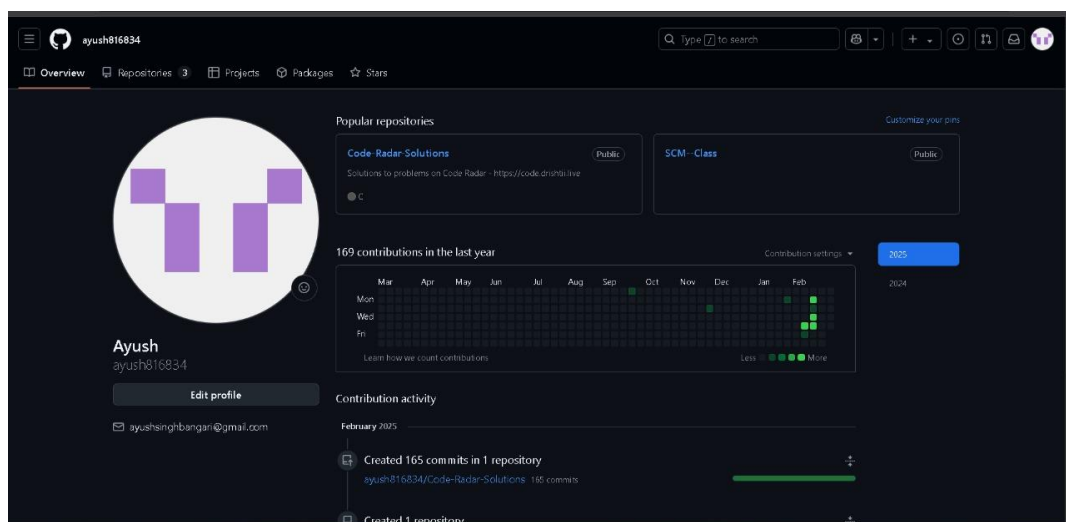 ayush816834
Type / to search
Overview Repositories 3 Projects Packages Stars
Popular repositories
Customize your pins
Code-Radar-Solutions Public
Solutions to problems on Code Radar - https://code.drishtii.live
C
SCM--Class Public
169 contributions in the last year
Contribution settings
2025
2024
Mar Apr May Jun Jul Aug Sep Oct Nov Dec Jan Feb
Mon
Wed
Fri
Learn how we count contributions
Less More
Ayush
ayush816834
Edit profile
ayushsinghbangari@gmail.com
Contribution activity
February 2025
Created 165 commits in 1 repository
ayush816834/Code-Radar-Solutions 165 commits
Created 1 repository